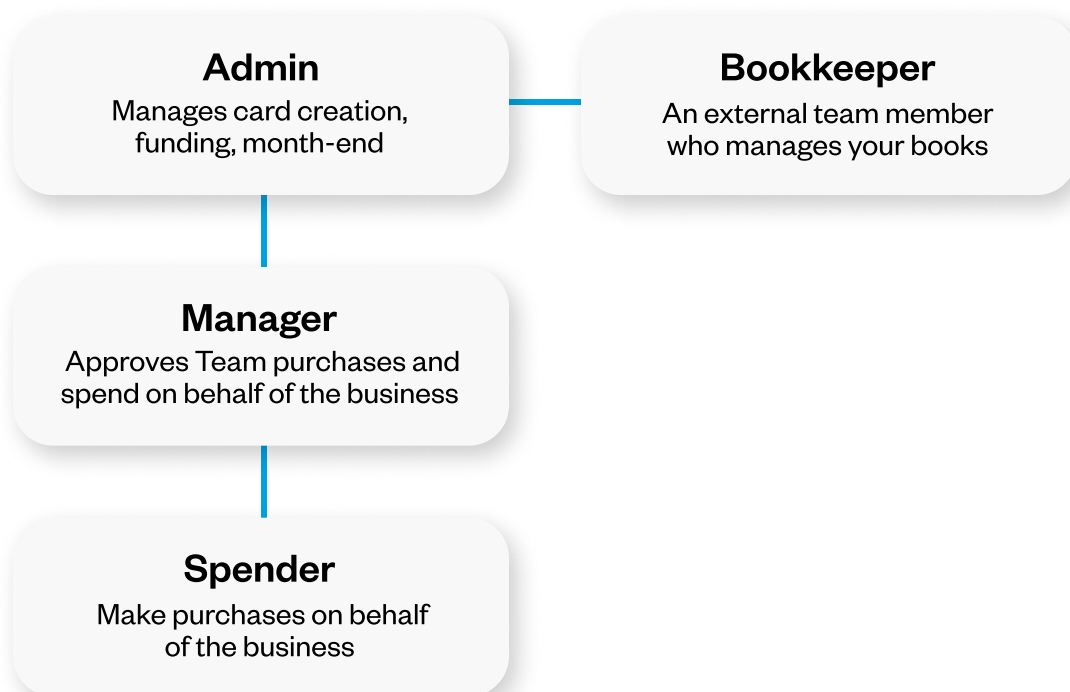 Admin
Manages card creation,
funding, month-end
Bookkeeper
An external team member
who manages your books
Manager
Approves Team purchases and
spend on behalf of the business
Spender
Make purchases on behalf
of the business